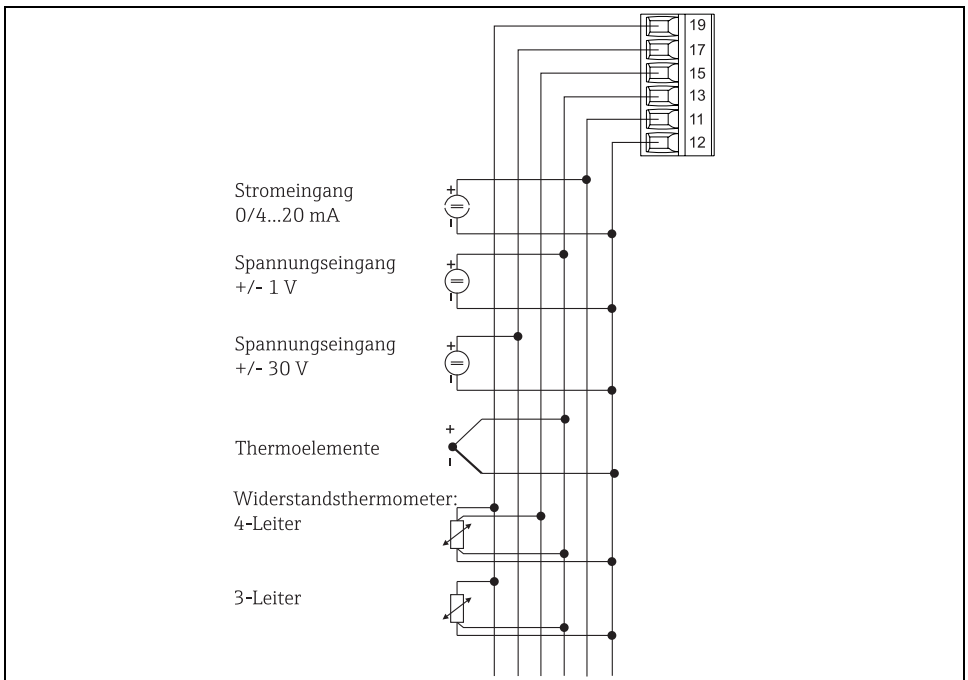 19
17
15
13
11
12
Stromeingang
0/4...20 mA
+
-
Spannungseingang
+/- 1 V
+
-
Spannungseingang
+/- 30 V
+
-
Thermoelemente
+
-
Widerstandsthermometer:
4-Leiter
3-Leiter